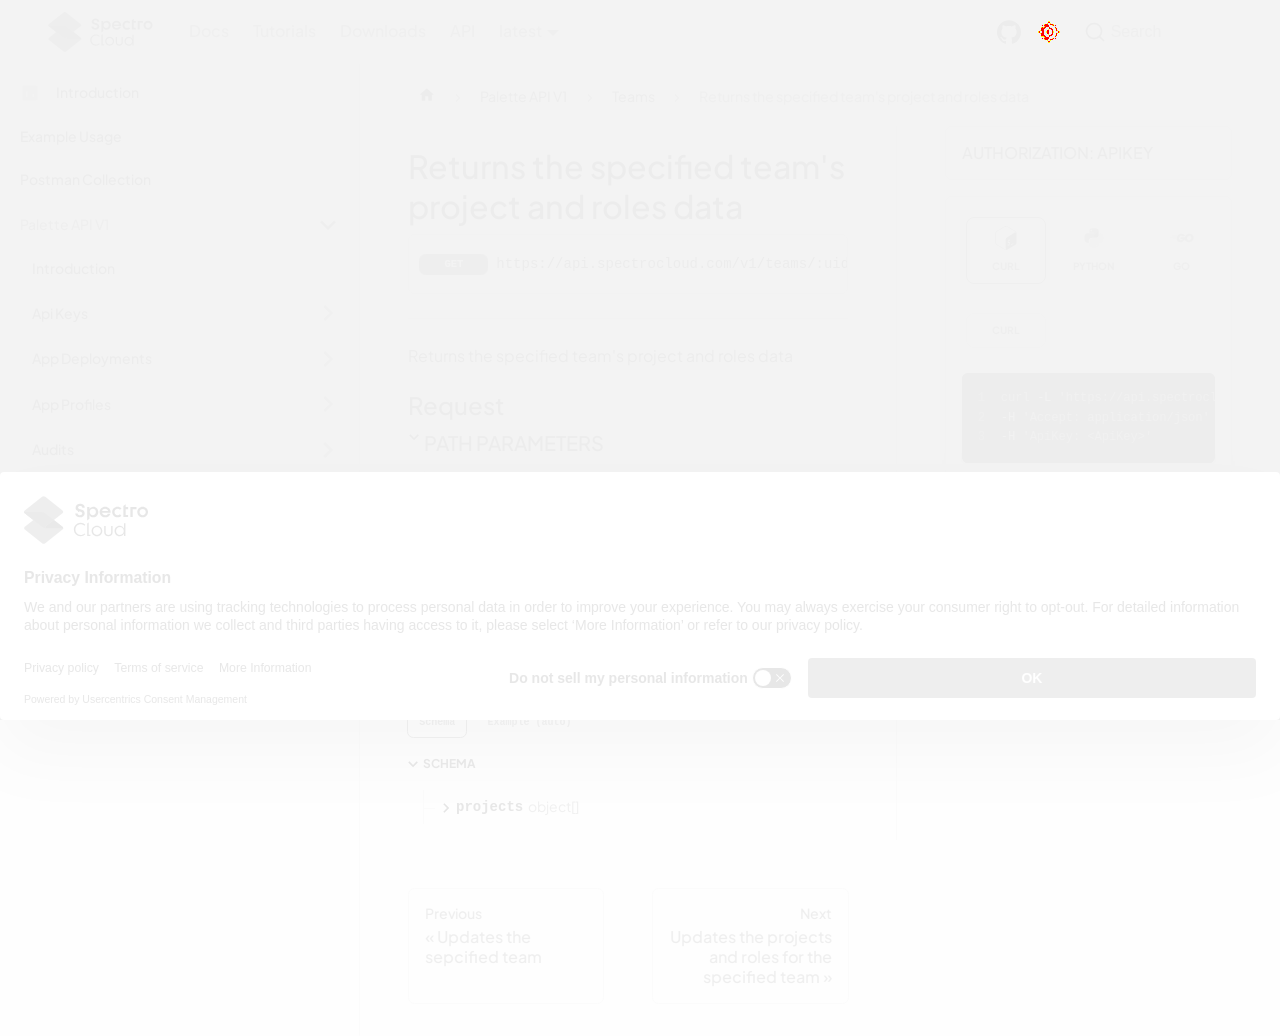 Spectro Cloud
Docs Tutorials Downloads API latest
Search
Introduction
Palette API V1 Teams Returns the specified team's project and roles data
Example Usage
AUTHORIZATION: APIKEY
Returns the specified team's
project and roles data
Postman Collection
Palette API V1
GET https://api.spectrocloud.com/v1/teams/:uid
CURL PYTHON GO
Introduction
Api Keys
CURL
App Deployments
Returns the specified team's project and roles data
App Profiles
Request
Audits
PATH PARAMETERS
Spectro
Cloud
Privacy Information
We and our partners are using tracking technologies to process personal data in order to improve your experience. You may always exercise your consumer right to opt-out. For detailed information
about personal information we collect and third parties having access to it, please select 'More Information' or refer to our privacy policy.
Privacy policy Terms of service More Information
Do not sell my personal information
OK
Powered by Usercentrics Consent Management
Schema Example (auto)
SCHEMA
projects object[]
Previous
« Updates the
sepcified team
Next
Updates the projects
and roles for the
specified team »